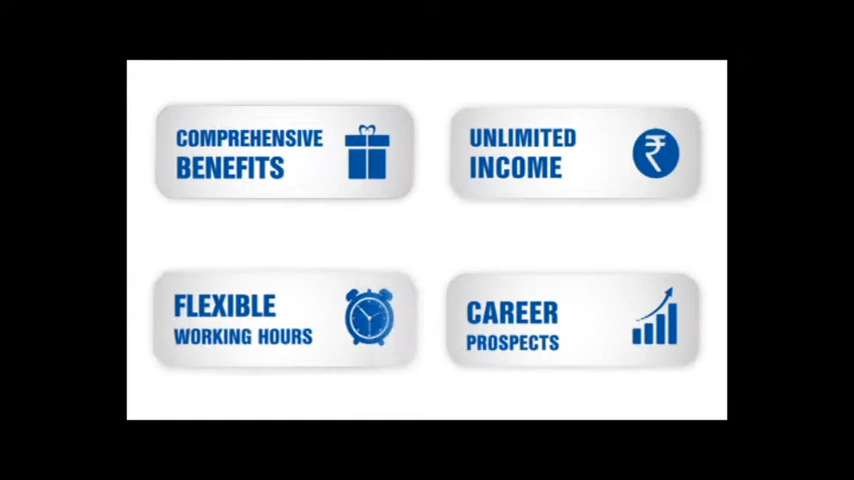 COMPREHENSIVE
BENEFITS
UNLIMITED
INCOME
₹
FLEXIBLE
WORKING HOURS
CAREER
PROSPECTS